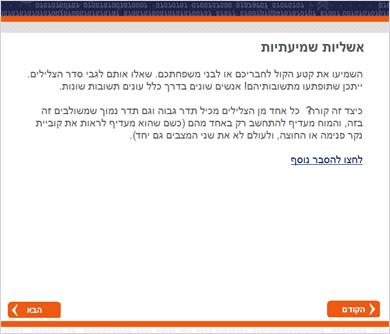 אשליות שמיעתיות
השמיעו את קטע הקול לחבריכם או לבני משפחתכם. שאלו אותם לגבי סדר הצלילים.
ייתכן שתופתעו מתשובותיהם! אנשים שונים בדרך כלל עונים תשובות שונות.
כיצד זה קורה? כל אחד מן הצלילים מכיל תדר גבוה וגם תדר נמוך שמשולבים זה
בזה, והמוח מעדיף להתחשב רק באחד מהם (כשם שהוא מעדיף לראות את קוביית
נקר פנימה או החוצה, ולעולם לא את שני המצבים גם יחד).
לחצו להסבר נוסף
הקודם
הבא